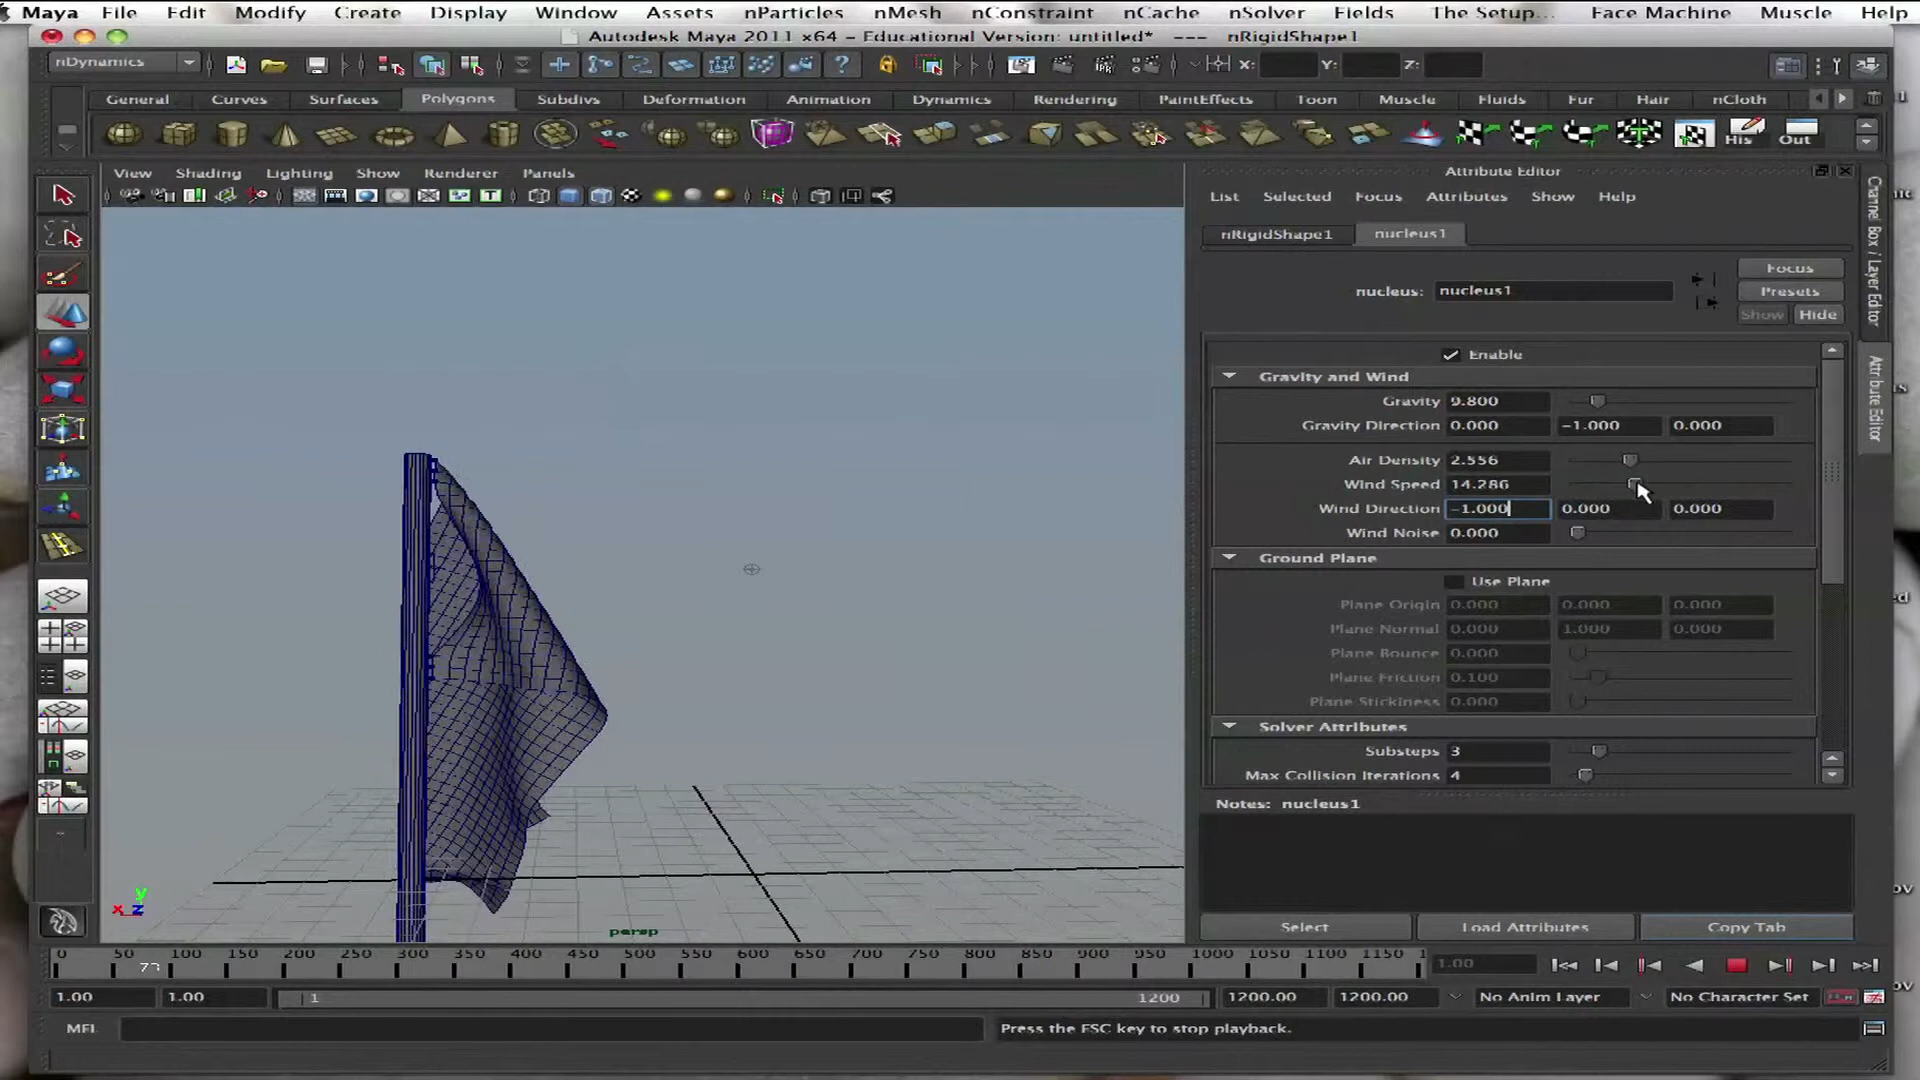 Maya File Edit Modify Create Display Window Assets nParticles nMesh nConstraint nCache nSolver Fields The Setup... Face Machine Muscle Help
Autodesk Maya 2011 x64 – Educational Version: untitled* --- nRigidShape1
nDynamics X: Y: Z:
General Curves Surfaces Polygons Subdivs Deformation Animation Dynamics Rendering PaintEffects Toon Muscle Fluids Fur Hair nCloth
His Out
View Shading Lighting Show Renderer Panels
Attribute Editor
List Selected Focus Attributes Show Help
nRigidShape1 nucleus1
Focus
nucleus: nucleus1 Presets
Show Hide
Enable
Gravity and Wind
Gravity 9.800
Gravity Direction 0.000 -1.000 0.000
Air Density 2.556
Wind Speed 14.286
Wind Direction -1.000 0.000 0.000
Wind Noise 0.000
Ground Plane
Use Plane
Plane Origin 0.000 0.000 0.000
Plane Normal 0.000 1.000 0.000
Plane Bounce 0.000
Plane Friction 0.100
Plane Stickiness 0.000
Solver Attributes
Substeps 3
Max Collision Iterations 4
Notes: nucleus1
Select Load Attributes Copy Tab
Channel Box / Layer Editor
Attribute Editor
y
x z
persp
0 50 77 100 150 200 250 300 350 400 450 500 550 600 650 700 750 800 850 900 950 1000 1050 1100 1150 1.00
1.00 1.00 1 1200 1200.00 1200.00 No Anim Layer No Character Set
MEL Press the ESC key to stop playback.